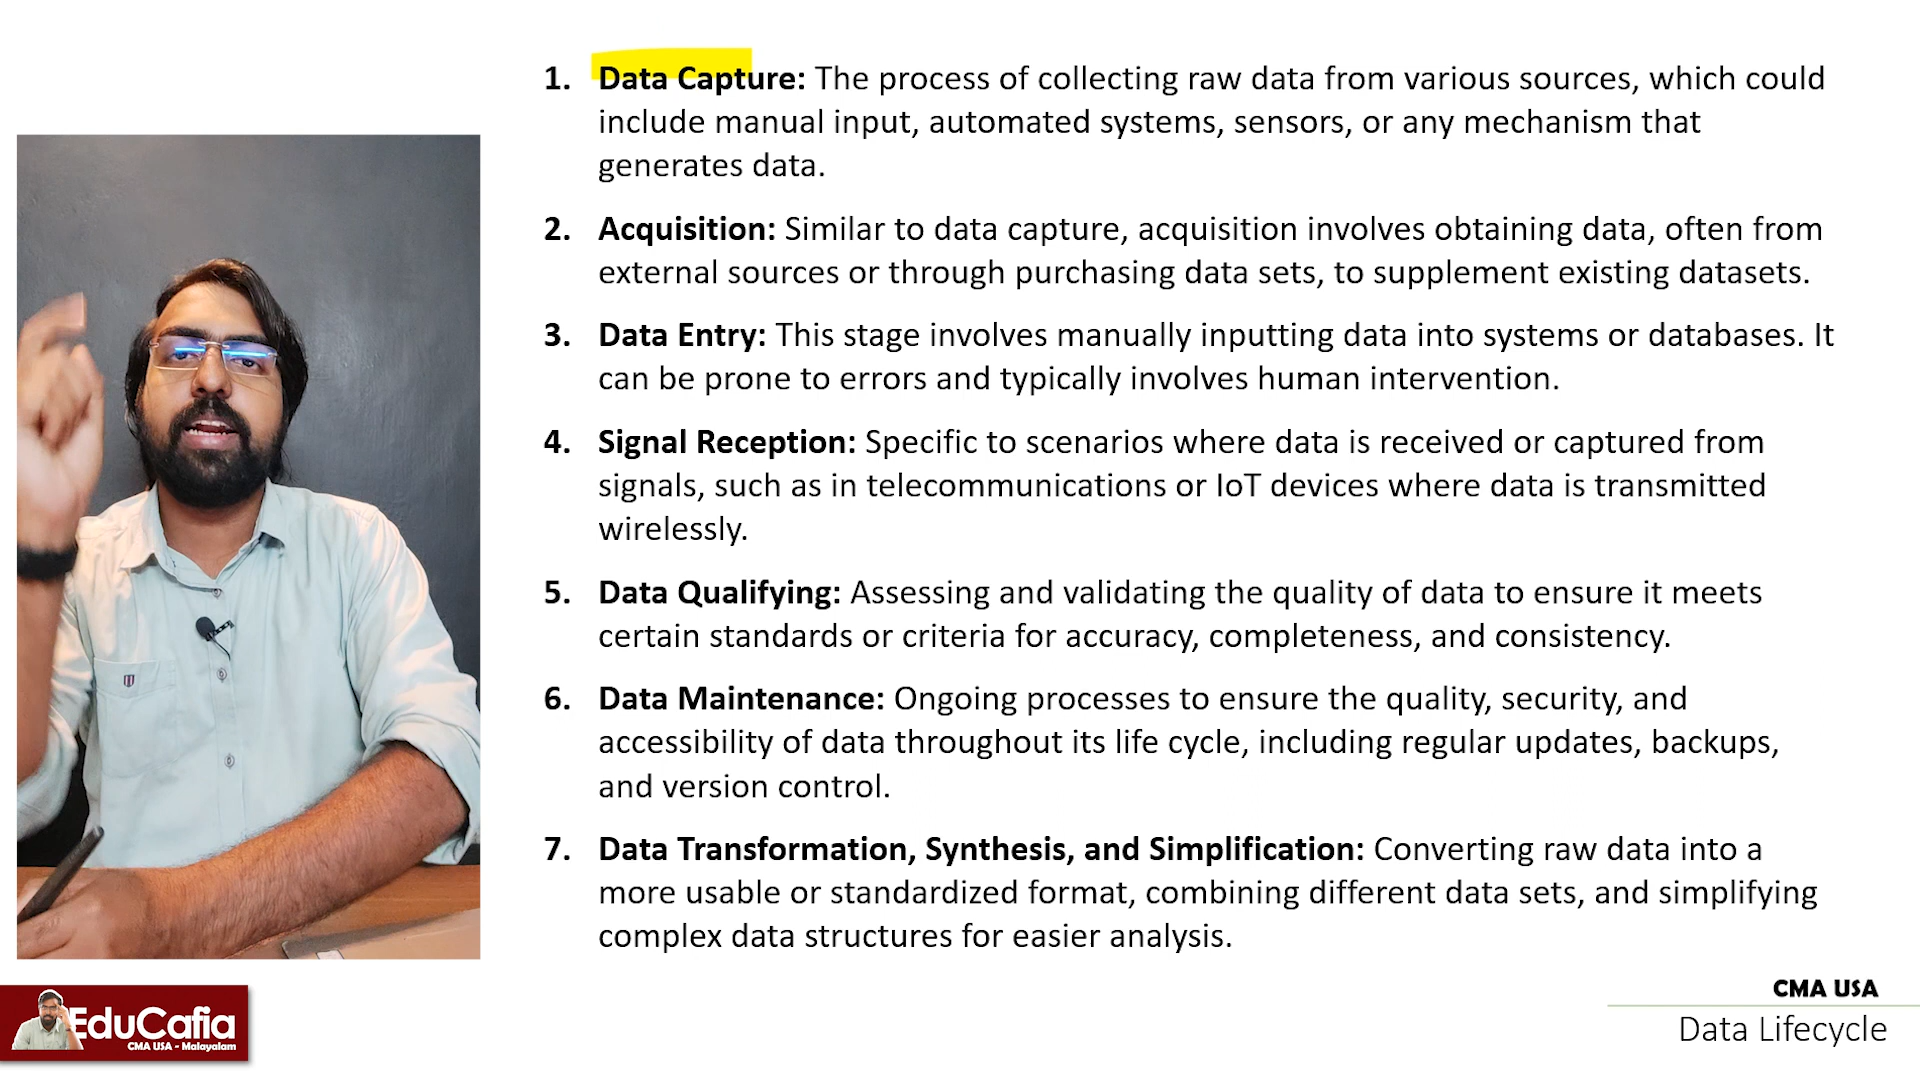 1. Data Capture: The process of collecting raw data from various sources, which could
include manual input, automated systems, sensors, or any mechanism that
generates data.
2. Acquisition: Similar to data capture, acquisition involves obtaining data, often from
external sources or through purchasing data sets, to supplement existing datasets.
3. Data Entry: This stage involves manually inputting data into systems or databases. It
can be prone to errors and typically involves human intervention.
4. Signal Reception: Specific to scenarios where data is received or captured from
signals, such as in telecommunications or IoT devices where data is transmitted
wirelessly.
5. Data Qualifying: Assessing and validating the quality of data to ensure it meets
certain standards or criteria for accuracy, completeness, and consistency.
6. Data Maintenance: Ongoing processes to ensure the quality, security, and
accessibility of data throughout its life cycle, including regular updates, backups,
and version control.
7. Data Transformation, Synthesis, and Simplification: Converting raw data into a
more usable or standardized format, combining different data sets, and simplifying
complex data structures for easier analysis.
EduCafia
CMA USA - Malayalam
CMA USA
Data Lifecycle